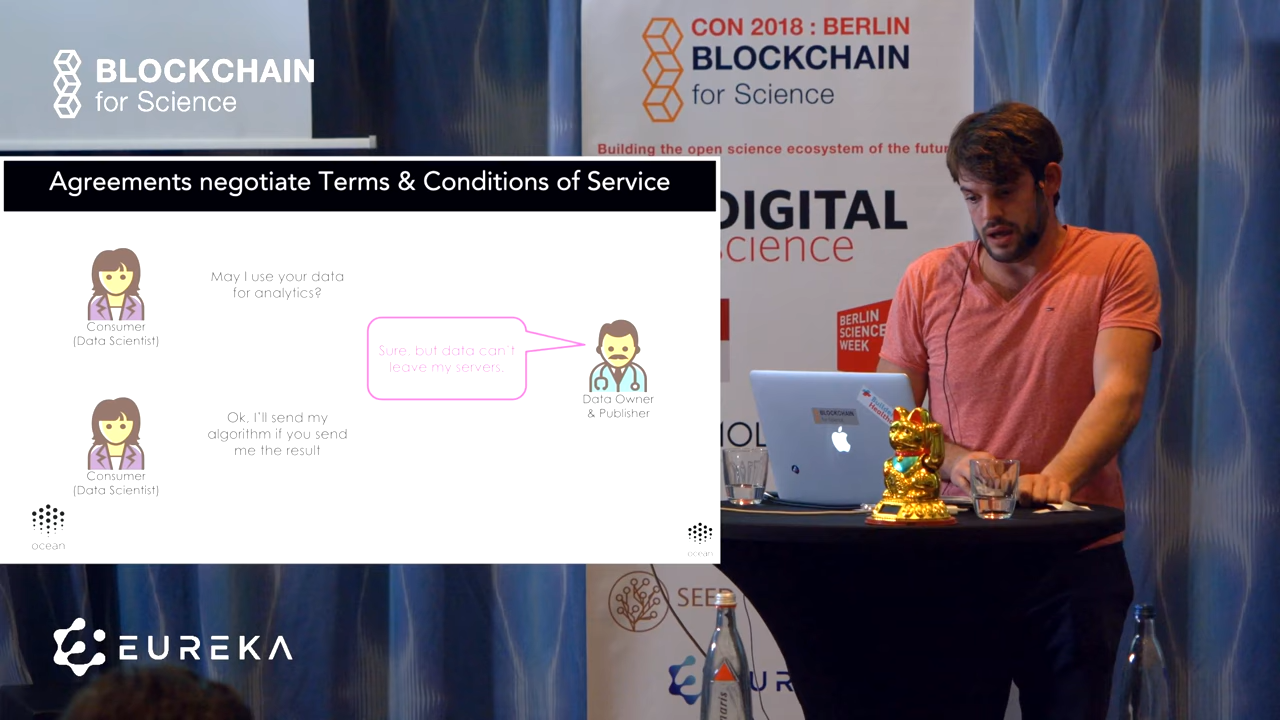 BLOCKCHAIN
for Science
CON 2018 : BERLIN
BLOCKCHAIN
for Science
Building the open science ecosystem of the futur
DIGITAL
science
BERLIN
SCIENCE
WEEK
Agreements negotiate Terms & Conditions of Service
May I use your data
for analytics?
Consumer
(Data Scientist)
Sure, but data can't
leave my servers.
Data Owner
& Publisher
Ok, I'll send my
algorithm if you send
me the result
Consumer
(Data Scientist)
ocean
ocean
BLOCKCHAIN
SEED
EUREKA